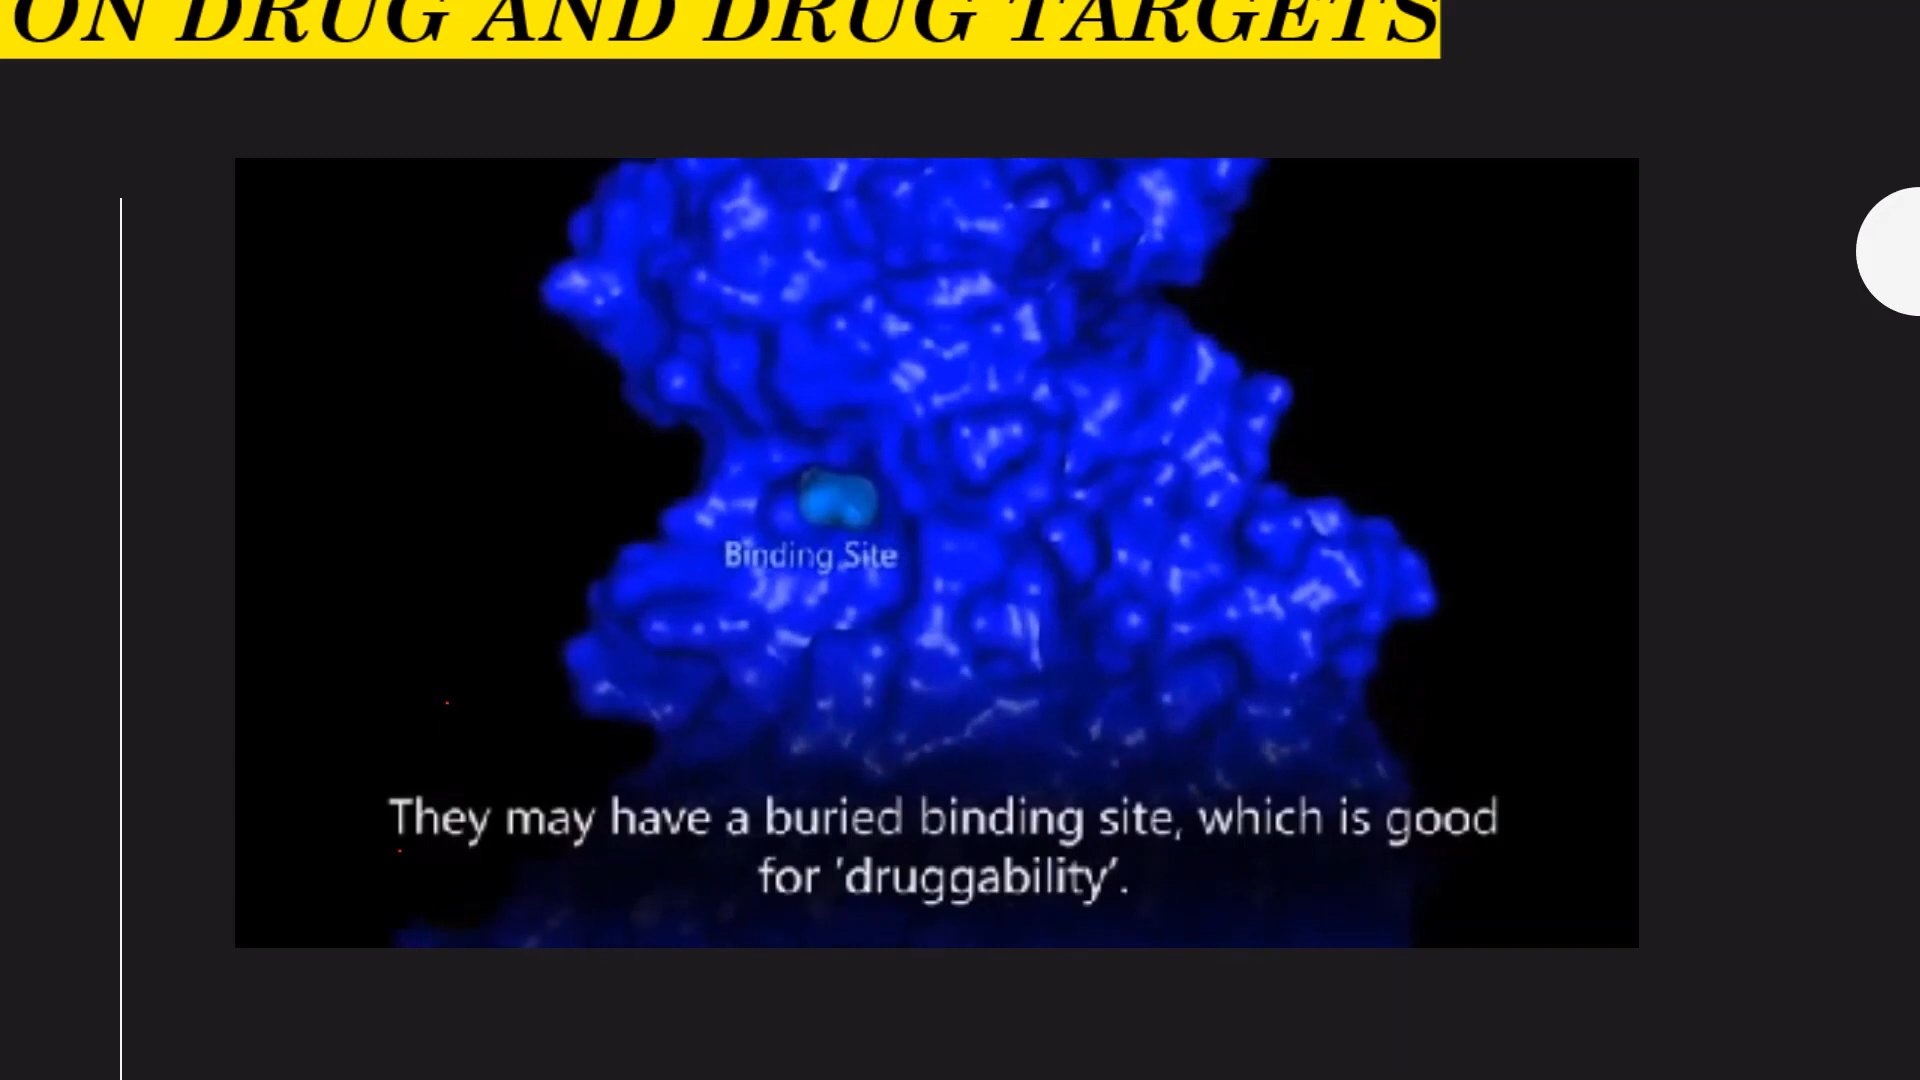 ON DRUG AND DRUG TARGETS
Binding Site
They may have a buried binding site, which is good
for 'druggability'.